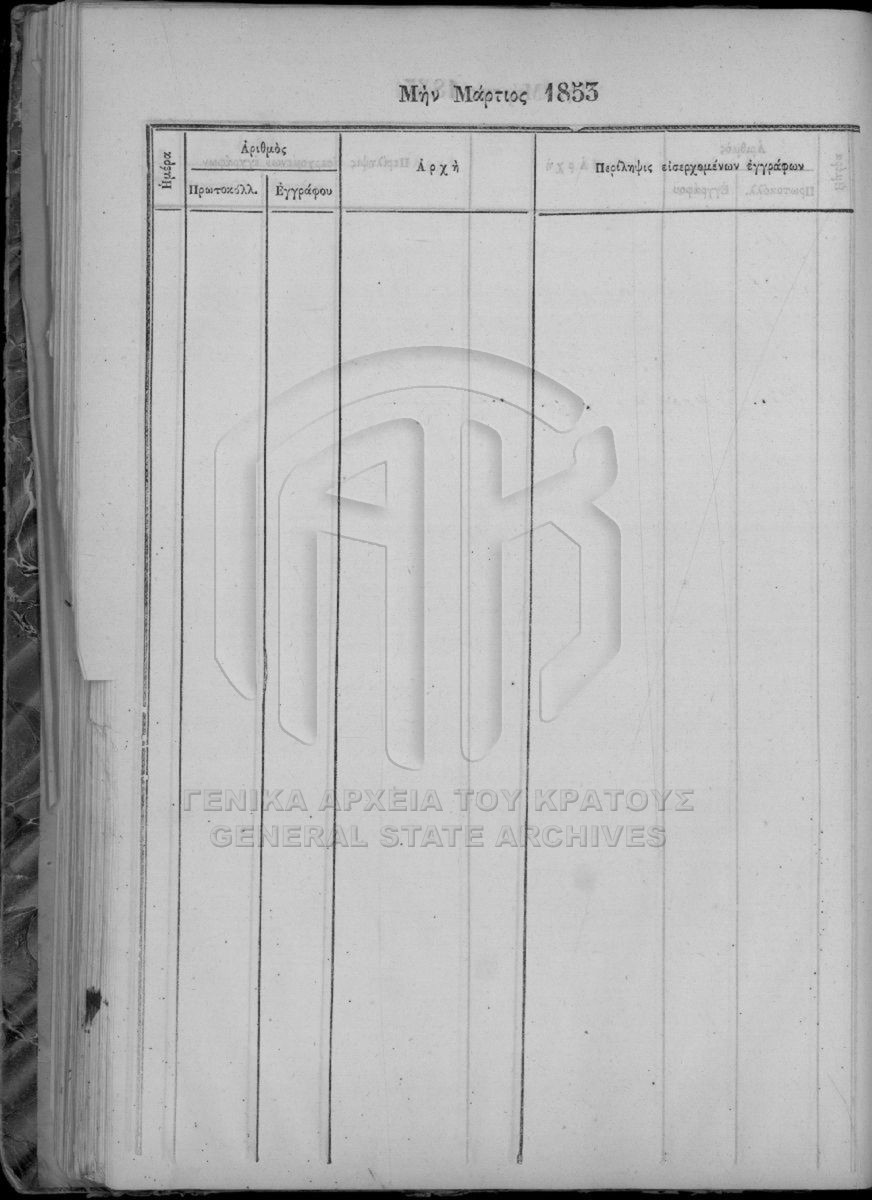 Μὴν Μάρτιος 1853
Ἡμέρα
Ἀριθμὸς
Πρωτοκόλλ.
Ἐγγράφου
Ἀρχὴ
Περίληψις εἰσερχομένων ἐγγράφων
ΓΕΝΙΚΑ ΑΡΧΕΙΑ ΤΟΥ ΚΡΑΤΟΥΣ
GENERAL STATE ARCHIVES